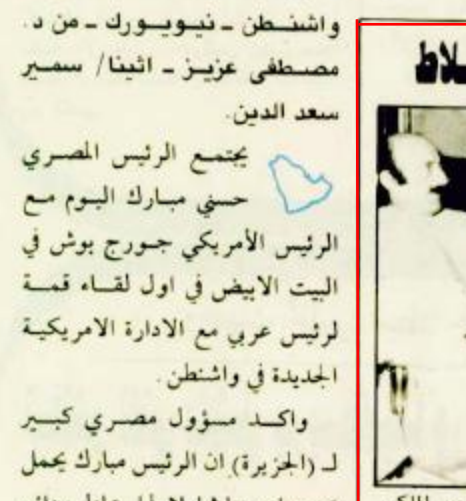 واشنطن ـ نيويورك ـ من د.
مصطفى عزيز ـ اثينا/ سمير
سعد الدين.
يجتمع الرئيس المصري
حسني مبارك اليوم مع
الرئيس الأمريكي جورج بوش في
البيت الابيض في اول لقاء قمة
لرئيس عربي مع الادارة الامريكية
الجديدة في واشنطن.
واكد مسؤول مصري كبير
لـ (الجزيرة) ان الرئيس مبارك يحمل